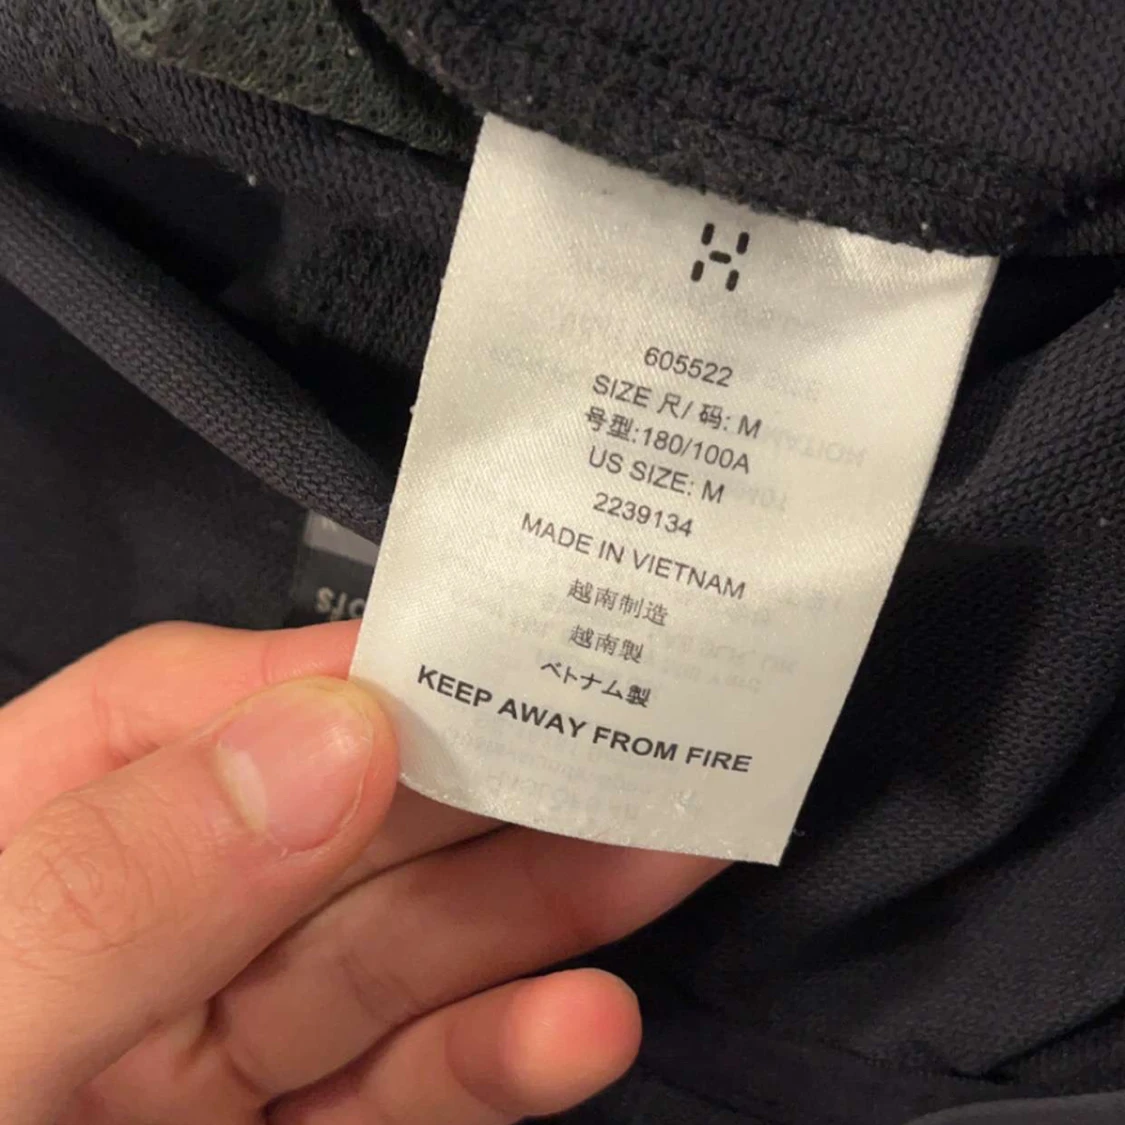 605522
SIZE 尺/ 码: M
号型:180/100A
US SIZE: M
2239134
MADE IN VIETNAM
越南制造
越南製
ベトナム製
KEEP AWAY FROM FIRE